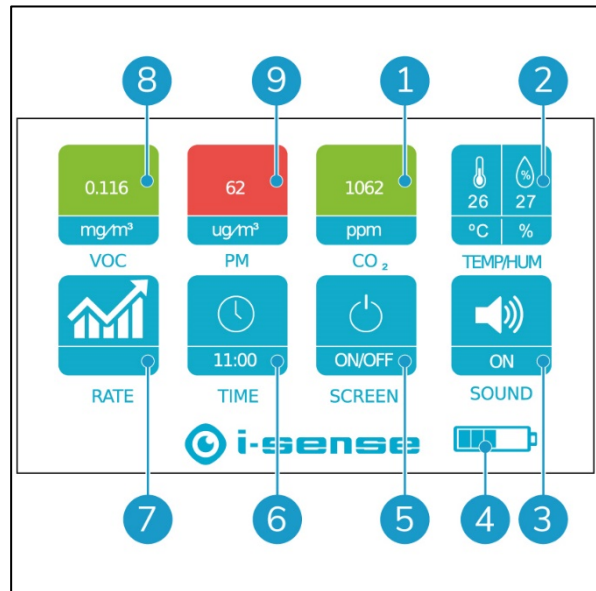 8 9 1 2
0.116 62 1062 % 26 27
mg/m³ ug/m³ ppm °C %
VOC PM CO₂ TEMP/HUM
11:00 ON/OFF ON
RATE TIME SCREEN SOUND
i-sense
7 6 5 4 3